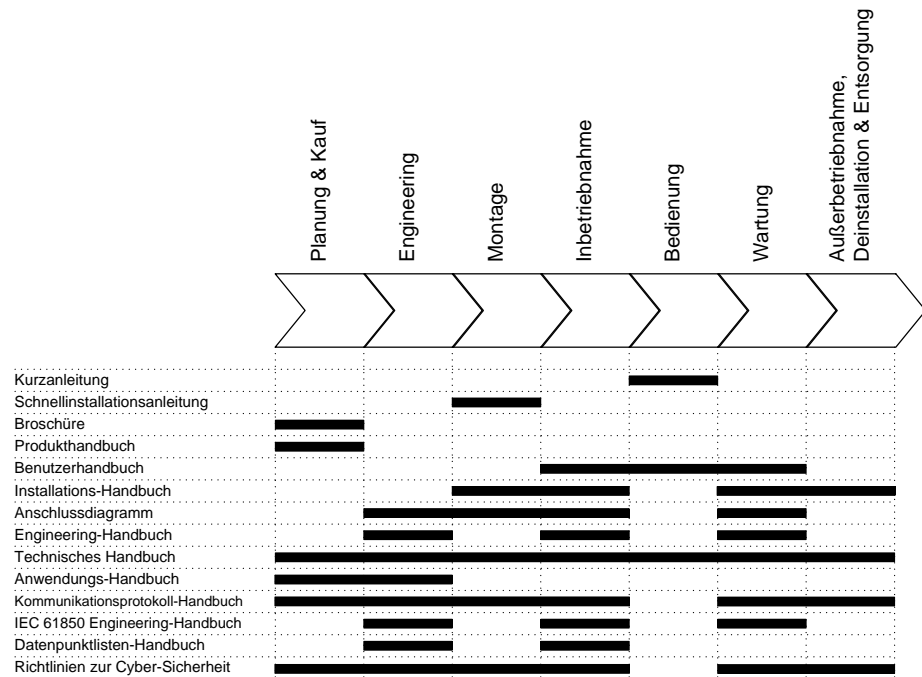 Planung & Kauf
Engineering
Montage
Inbetriebnahme
Bedienung
Wartung
Außerbetriebnahme,
Deinstallation & Entsorgung
Kurzanleitung
Schnellinstallationsanleitung
Broschüre
Produkthandbuch
Benutzerhandbuch
Installations-Handbuch
Anschlussdiagramm
Engineering-Handbuch
Technisches Handbuch
Anwendungs-Handbuch
Kommunikationsprotokoll-Handbuch
IEC 61850 Engineering-Handbuch
Datenpunktlisten-Handbuch
Richtlinien zur Cyber-Sicherheit